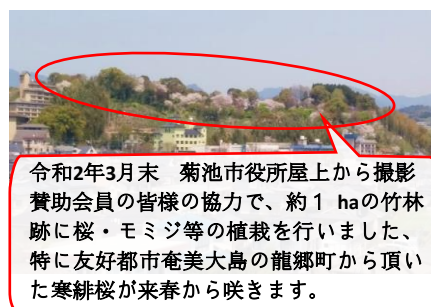 令和2年3月末　菊池市役所屋上から撮影
賛助会員の皆様の協力で、約１ haの竹林
跡に桜・モミジ等の植栽を行いました、
特に友好都市奄美大島の龍郷町から頂い
た寒緋桜が来春から咲きます。